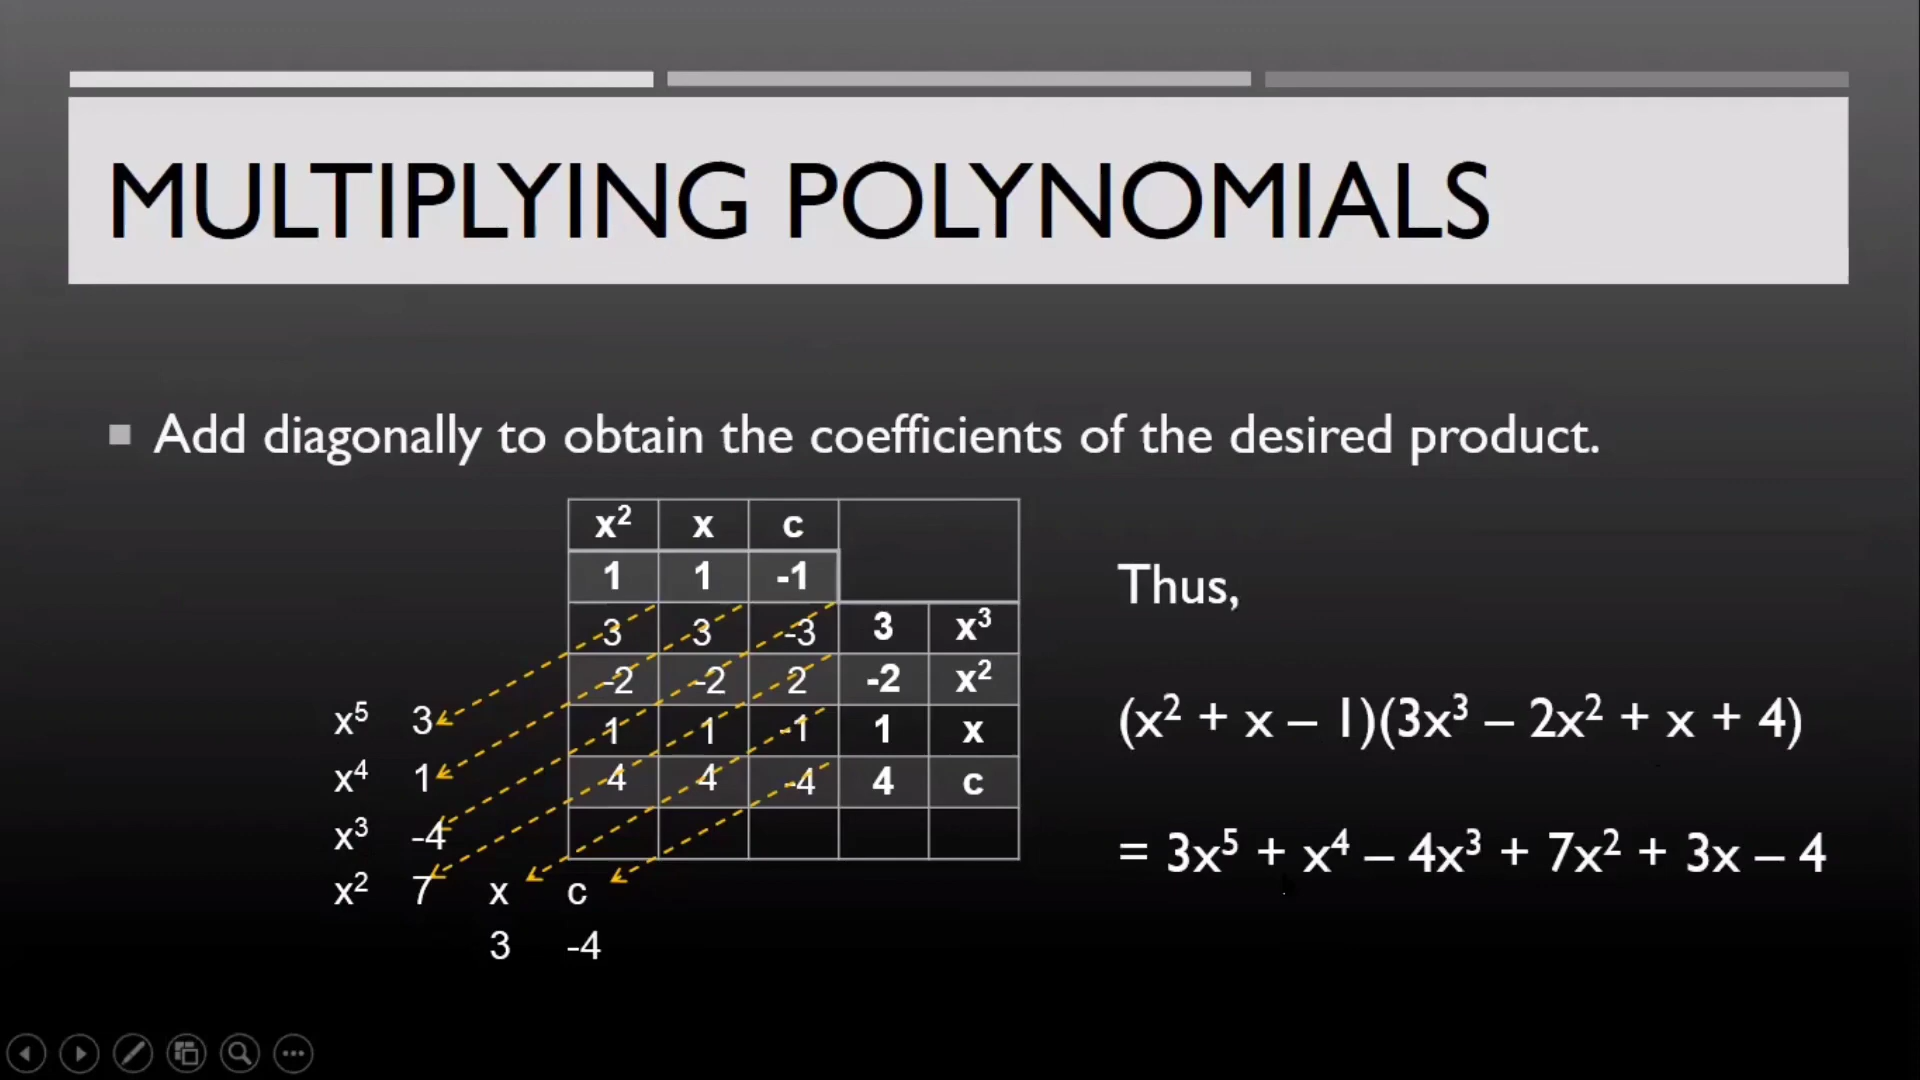 MULTIPLYING POLYNOMIALS
Add diagonally to obtain the coefficients of the desired product.
x² x c
1 1 -1
3 3 -3 3 x³
-2 -2 2 -2 x²
1 1 -1 1 x
4 4 -4 4 c
x⁵ 3
x⁴ 1
x³ -4
x² 7 x c
3 -4
Thus,
(x² + x – 1)(3x³ – 2x² + x + 4)
= 3x⁵ + x⁴ – 4x³ + 7x² + 3x – 4